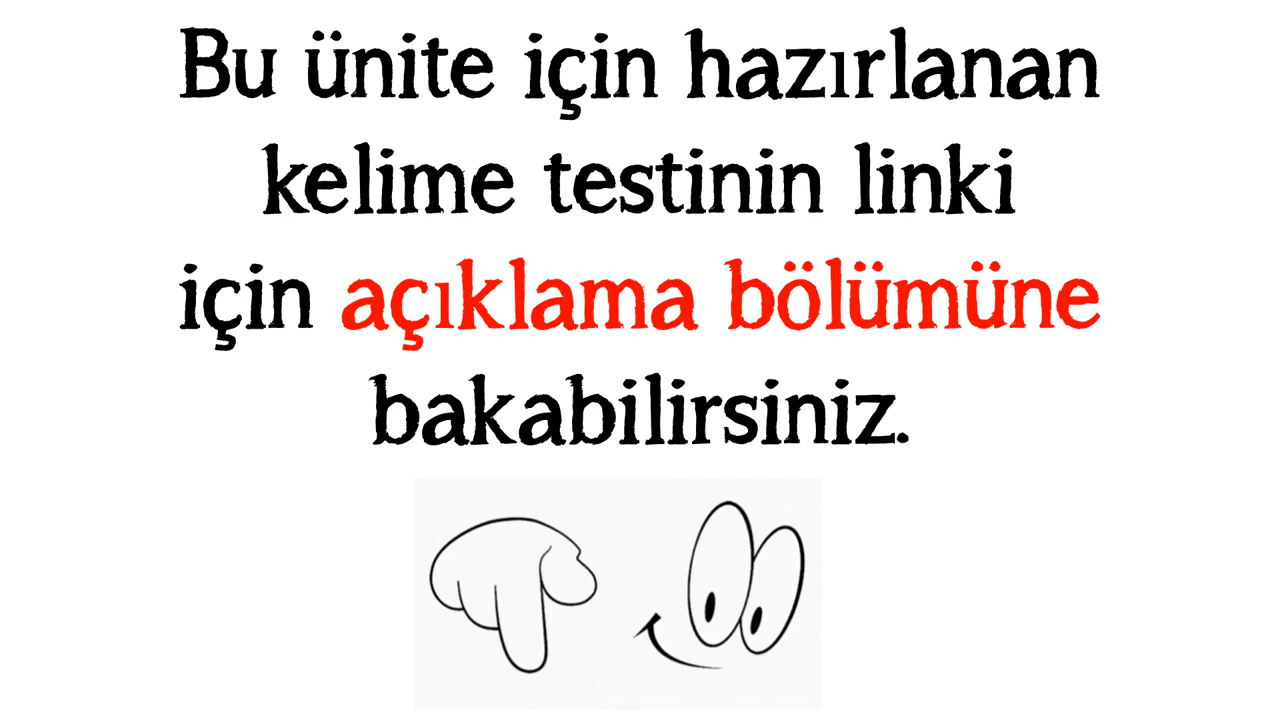 Bu ünite için hazırlanan
kelime testinin linki
için açıklama bölümüne
bakabilirsiniz.